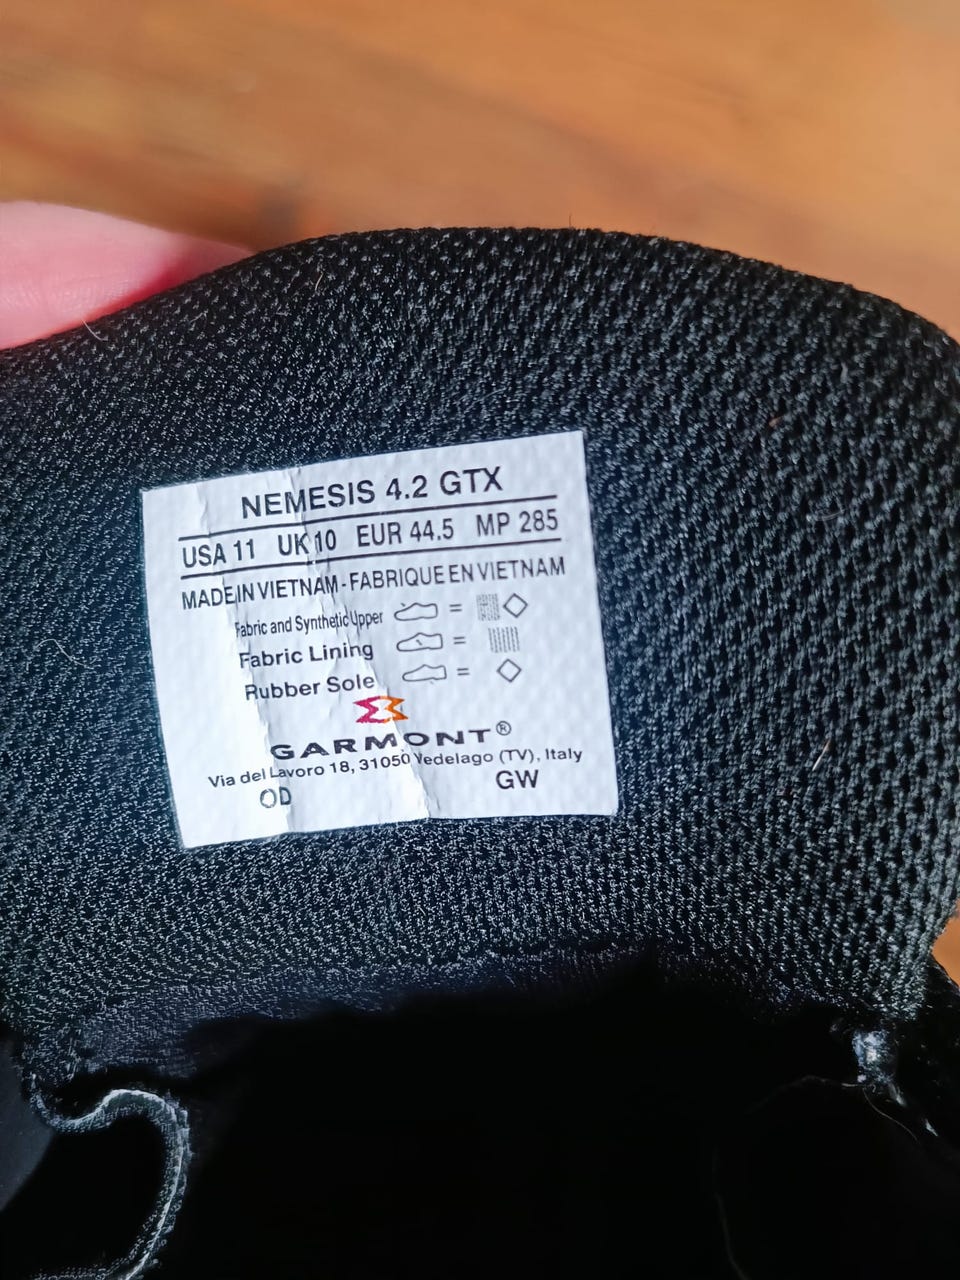 NEMESIS 4.2 GTX
USA 11 UK 10 EUR 44.5 MP 285
MADE IN VIETNAM - FABRIQUE EN VIETNAM
Fabric and Synthetic Upper =
Fabric Lining =
Rubber Sole =
GARMONT®
Via del Lavoro 18, 31050 Vedelago (TV), Italy
OD GW